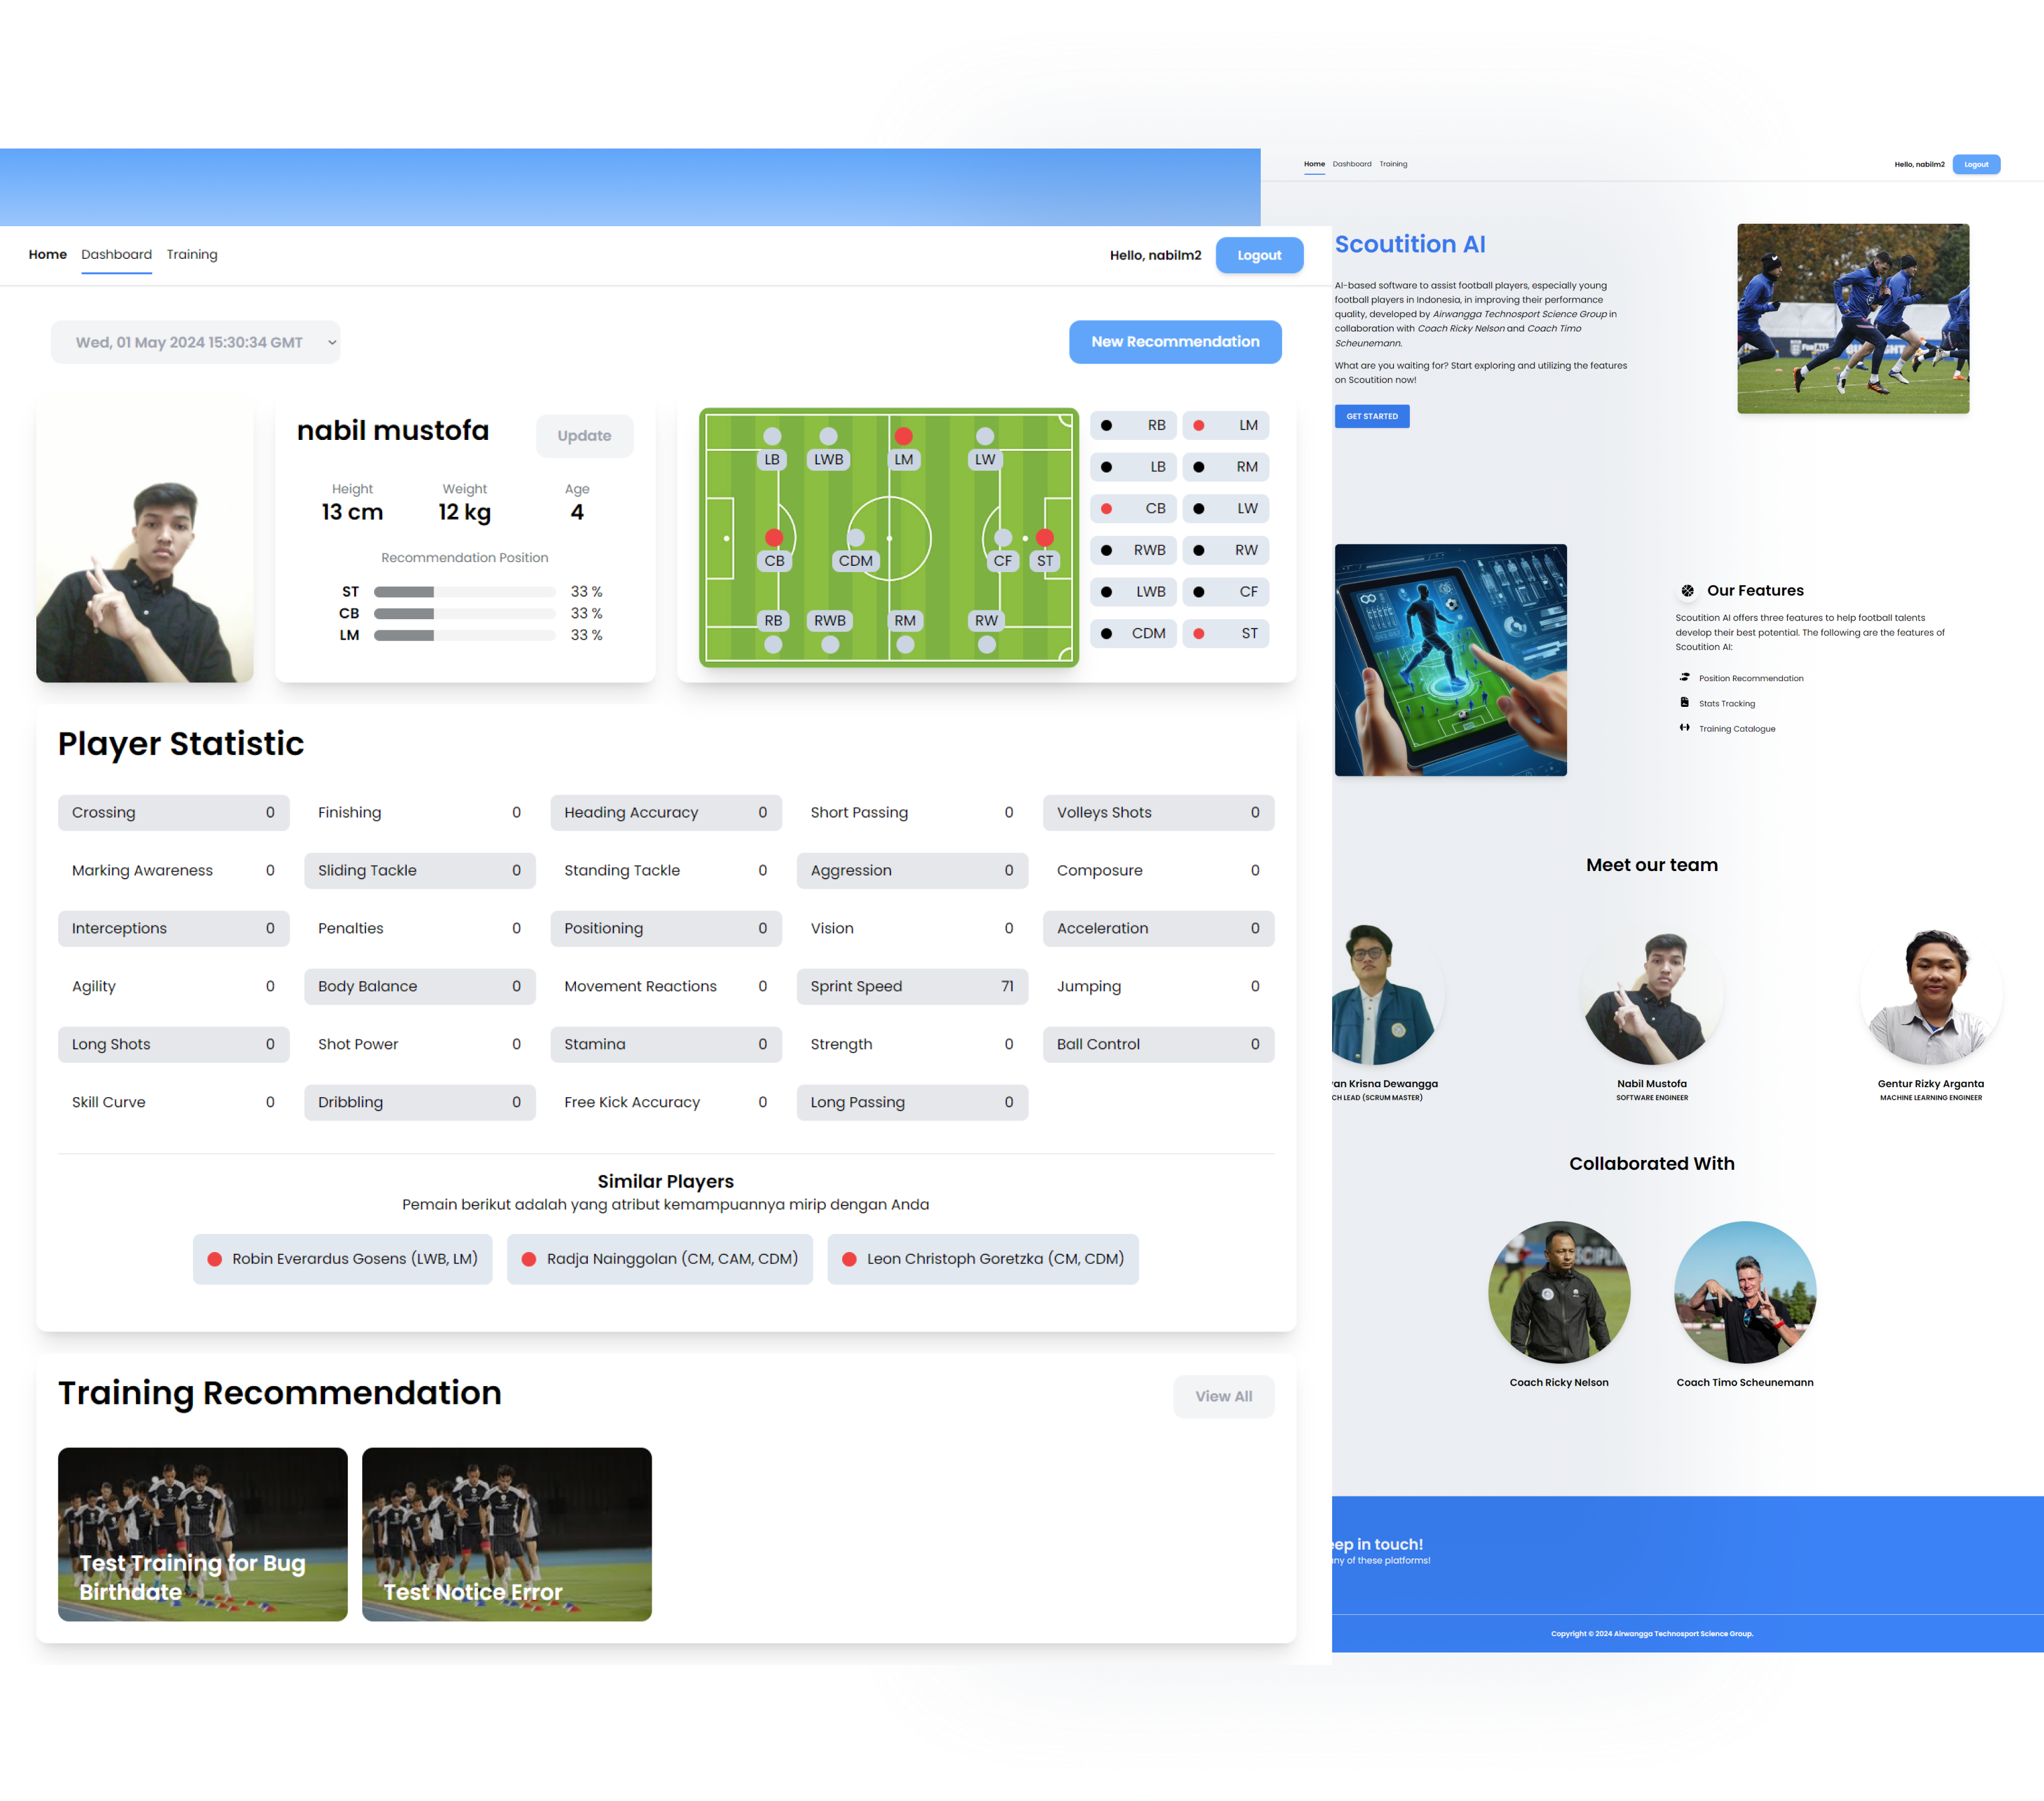 Home Dashboard Training
Hello, nabilm2 Logout
Wed, 01 May 2024 15:30:34 GMT
New Recommendation
nabil mustofa
Update
Height Weight Age
13 cm 12 kg 4
Recommendation Position
ST 33 %
CB 33 %
LM 33 %
LB LWB LM LW
CB CDM CF ST
RB RWB RM RW
RB LM
LB RM
CB LW
RWB RW
LWB CF
CDM ST
Player Statistic
Crossing 0 Finishing 0 Heading Accuracy 0 Short Passing 0 Volleys Shots 0
Marking Awareness 0 Sliding Tackle 0 Standing Tackle 0 Aggression 0 Composure 0
Interceptions 0 Penalties 0 Positioning 0 Vision 0 Acceleration 0
Agility 0 Body Balance 0 Movement Reactions 0 Sprint Speed 71 Jumping 0
Long Shots 0 Shot Power 0 Stamina 0 Strength 0 Ball Control 0
Skill Curve 0 Dribbling 0 Free Kick Accuracy 0 Long Passing 0
Similar Players
Pemain berikut adalah yang atribut kemampuannya mirip dengan Anda
Robin Everardus Gosens (LWB, LM) Radja Nainggolan (CM, CAM, CDM) Leon Christoph Goretzka (CM, CDM)
Training Recommendation
View All
Test Training for Bug
Birthdate
Test Notice Error
Home Dashboard Training
Hello, nabilm2 Logout
Scoutition AI
AI-based software to assist football players, especially young
football players in Indonesia, in improving their performance
quality, developed by Airwangga Technosport Science Group in
collaboration with Coach Ricky Nelson and Coach Timo
Scheunemann.
What are you waiting for? Start exploring and utilizing the features
on Scoutition now!
GET STARTED
Our Features
Scoutition AI offers three features to help football talents
develop their best potential. The following are the features of
Scoutition AI:
Position Recommendation
Stats Tracking
Training Catalogue
Meet our team
Krisna Dewangga
LEAD (SCRUM MASTER)
Nabil Mustofa
SOFTWARE ENGINEER
Gentur Rizky Arganta
MACHINE LEARNING ENGINEER
Collaborated With
Coach Ricky Nelson
Coach Timo Scheunemann
in touch!
of these platforms!
Copyright © 2024 Airwangga Technosport Science Group.